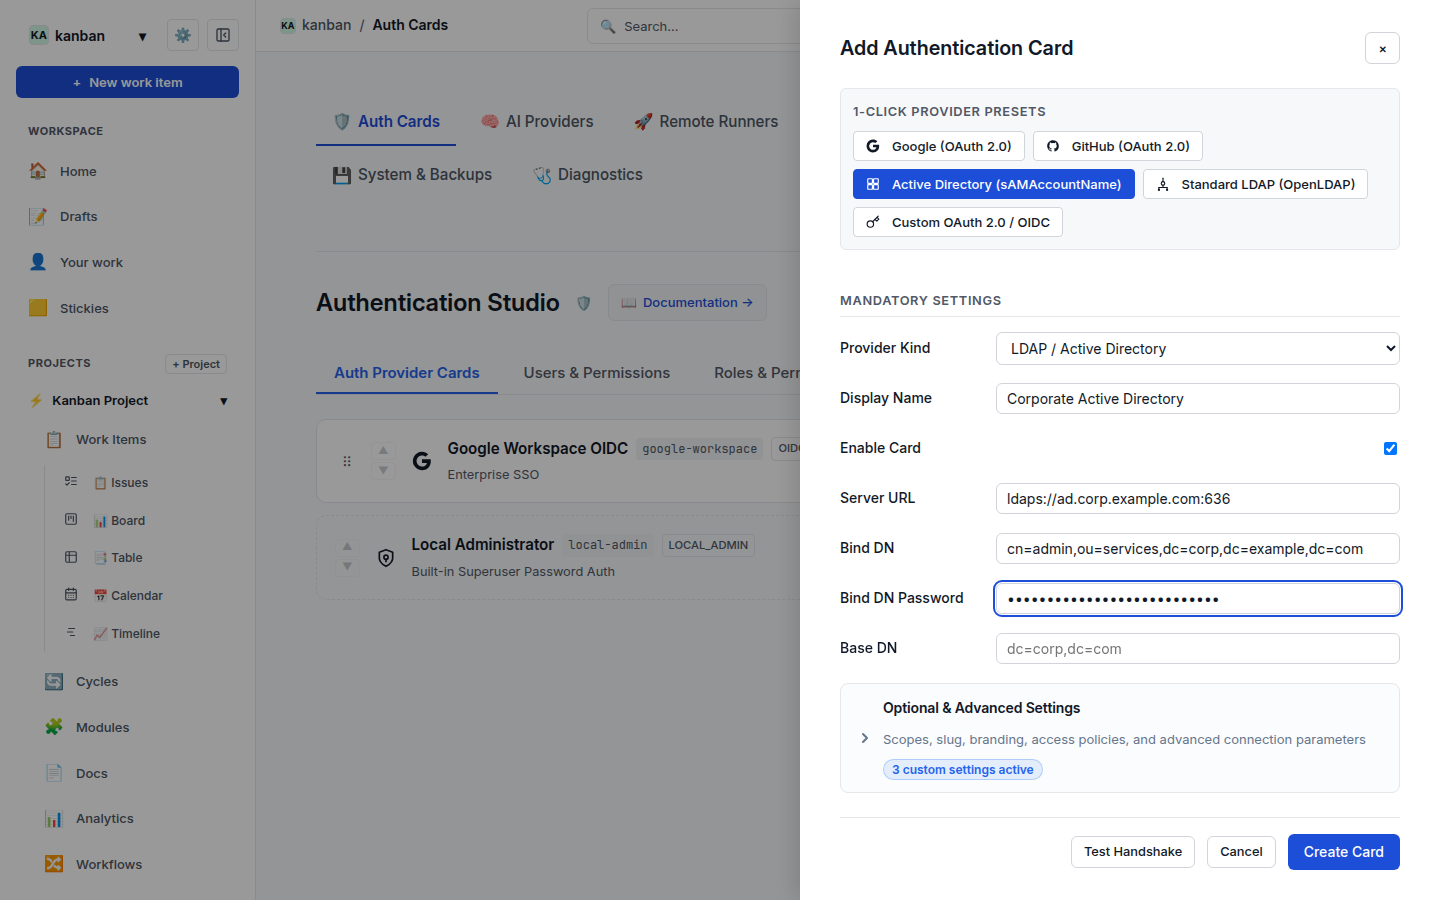 KA kanban ▾
+ New work item
WORKSPACE
Home
Drafts
Your work
Stickies
PROJECTS + Project
Kanban Project ▾
Work Items
Issues
Board
Table
Calendar
Timeline
Cycles
Modules
Docs
Analytics
Workflows
KA kanban / Auth Cards
Search...
Auth Cards AI Providers Remote Runners
System & Backups Diagnostics
Authentication Studio Documentation →
Auth Provider Cards Users & Permissions
Google Workspace OIDC google-workspace
Enterprise SSO
Local Administrator local-admin LOCAL_ADMIN
Built-in Superuser Password Auth
Add Authentication Card ×
1-CLICK PROVIDER PRESETS
Google (OAuth 2.0) GitHub (OAuth 2.0)
Active Directory (sAMAccountName) Standard LDAP (OpenLDAP)
Custom OAuth 2.0 / OIDC
MANDATORY SETTINGS
Provider Kind LDAP / Active Directory
Display Name Corporate Active Directory
Enable Card
Server URL ldaps://ad.corp.example.com:636
Bind DN cn=admin,ou=services,dc=corp,dc=example,dc=com
Bind DN Password •••••••••••••••••••••••••••
Base DN dc=corp,dc=com
Optional & Advanced Settings
Scopes, slug, branding, access policies, and advanced connection parameters
3 custom settings active
Test Handshake Cancel Create Card